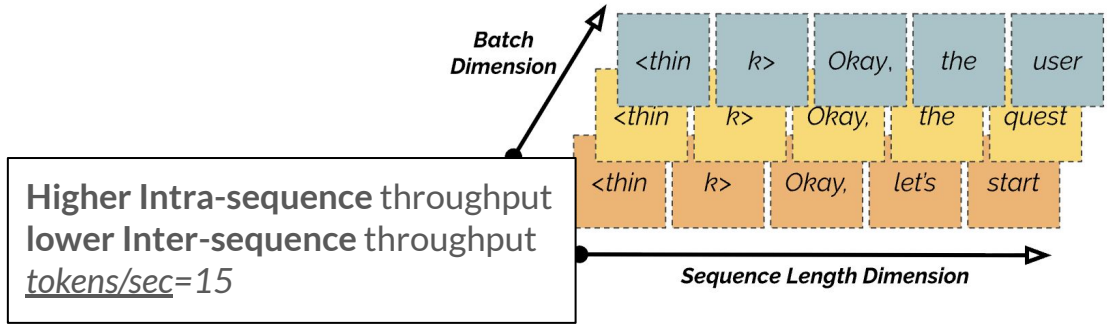 Batch
Dimension
<thin k> Okay, the user
<thin k> Okay, the quest
<thin k> Okay, let's start
Higher Intra-sequence throughput
lower Inter-sequence throughput
tokens/sec=15
Sequence Length Dimension